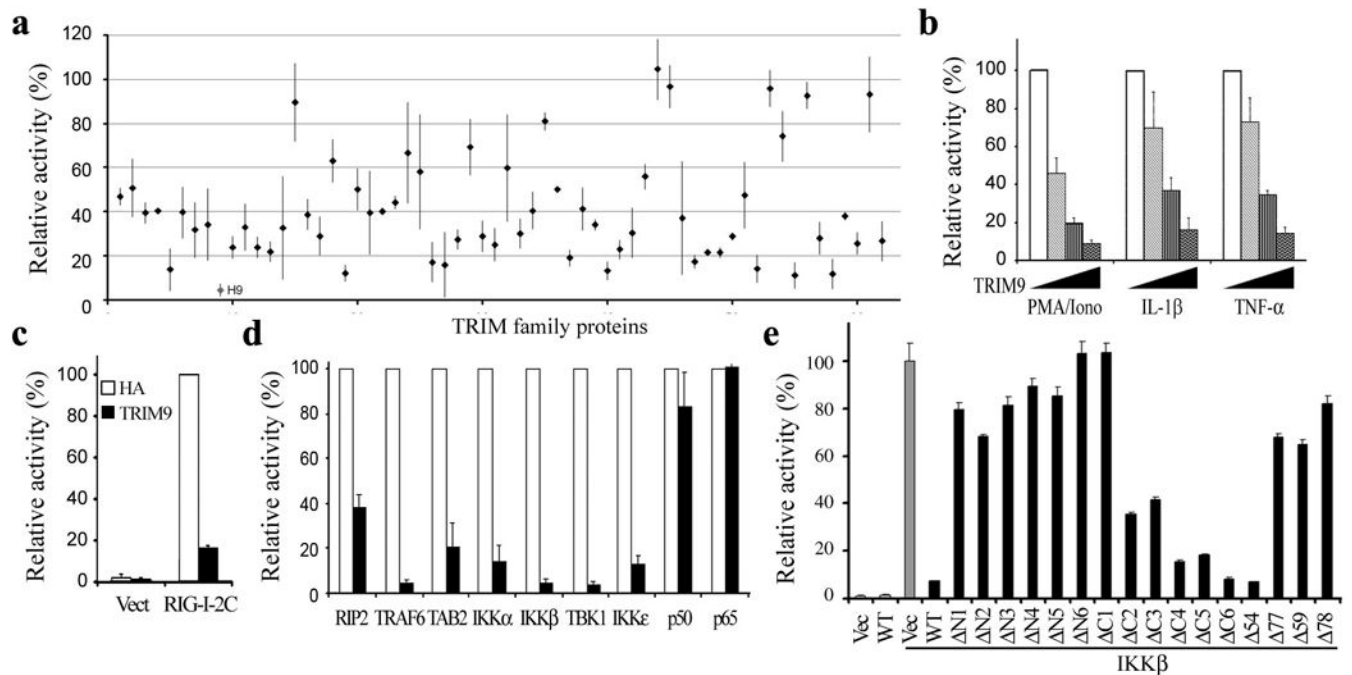 a
Relative activity (%)
120
100
80
60
40
20
0
H9
TRIM family proteins
b
Relative activity (%)
100
80
60
40
20
0
TRIM9
PMA/Iono IL-1β TNF-α
c
Relative activity (%)
100
80
60
40
20
0
HA
TRIM9
Vect RIG-I-2C
d
Relative activity (%)
100
80
60
40
20
0
RIP2 TRAF6 TAB2 IKKα IKKβ TBK1 IKKε p50 p65
e
Relative activity (%)
100
80
60
40
20
0
Vec WT Vec WT ΔN1 ΔN2 ΔN3 ΔN4 ΔN5 ΔN6 ΔC1 ΔC2 ΔC3 ΔC4 ΔC5 ΔC6 Δ54 Δ77 Δ59 Δ78
IKKβ